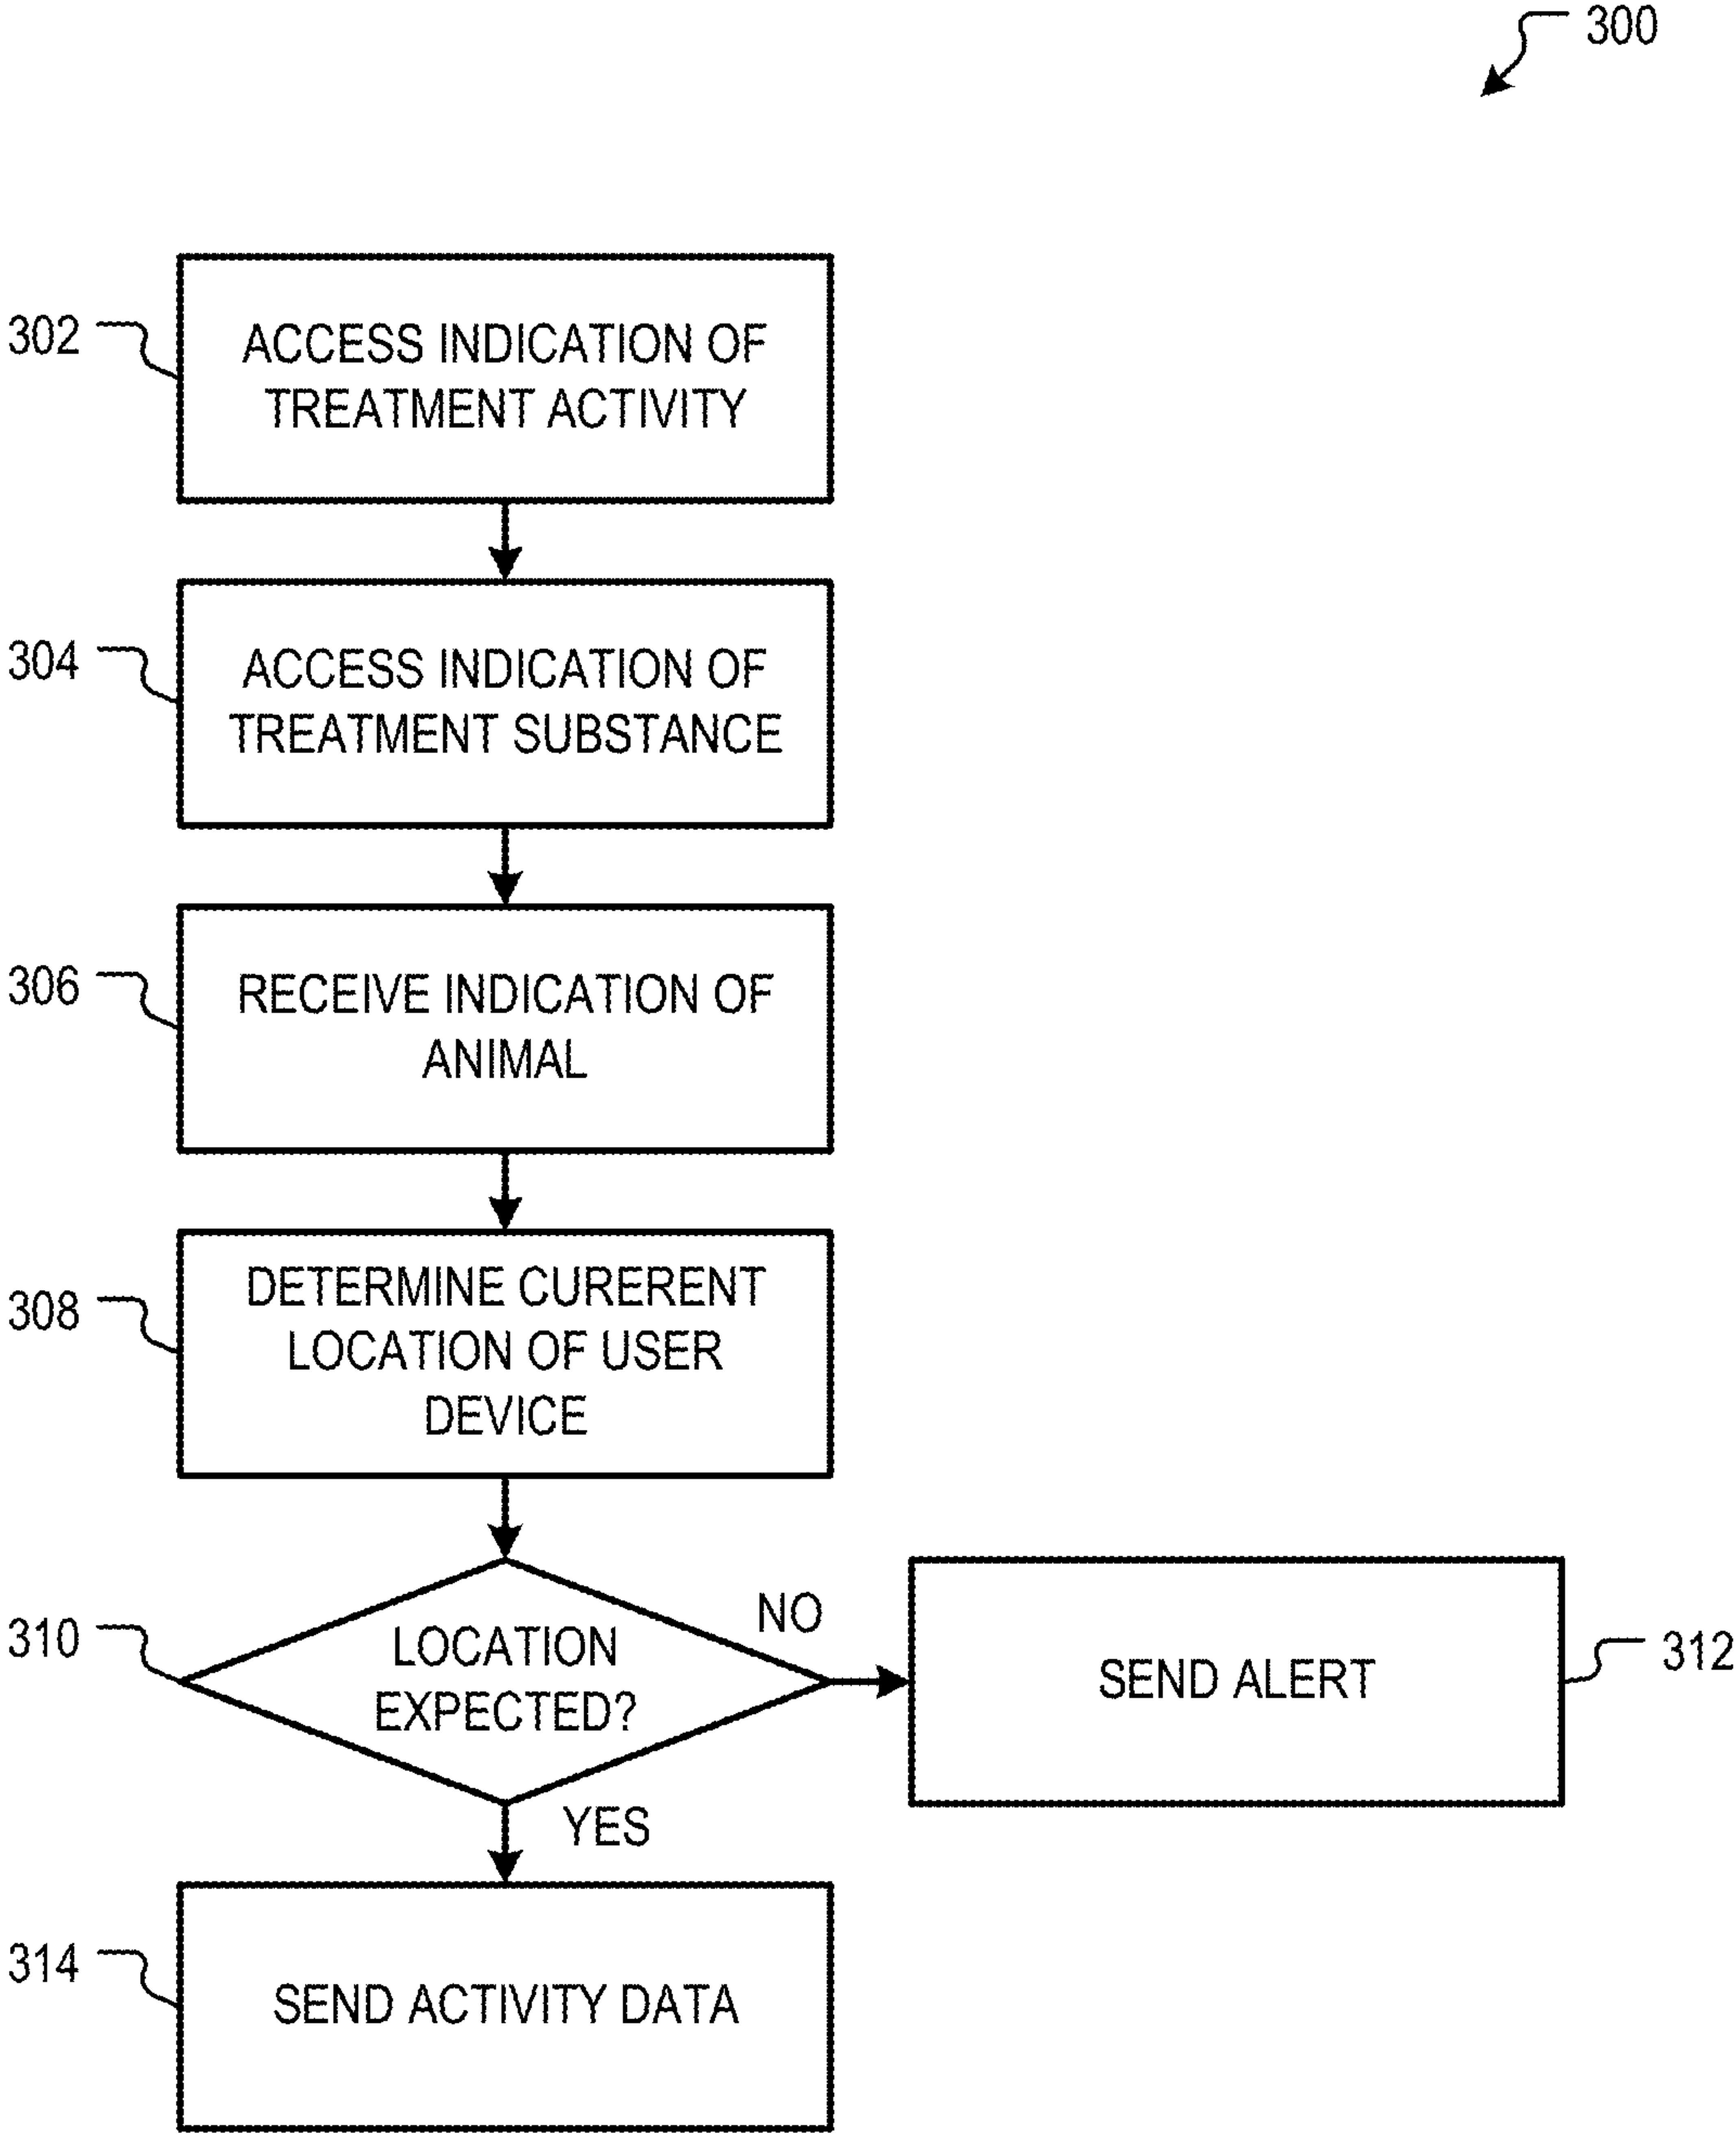 300
302
ACCESS INDICATION OF
TREATMENT ACTIVITY
304
ACCESS INDICATION OF
TREATMENT SUBSTANCE
306
RECEIVE INDICATION OF
ANIMAL
308
DETERMINE CURERENT
LOCATION OF USER
DEVICE
310
LOCATION
EXPECTED?
NO
SEND ALERT
312
YES
314
SEND ACTIVITY DATA